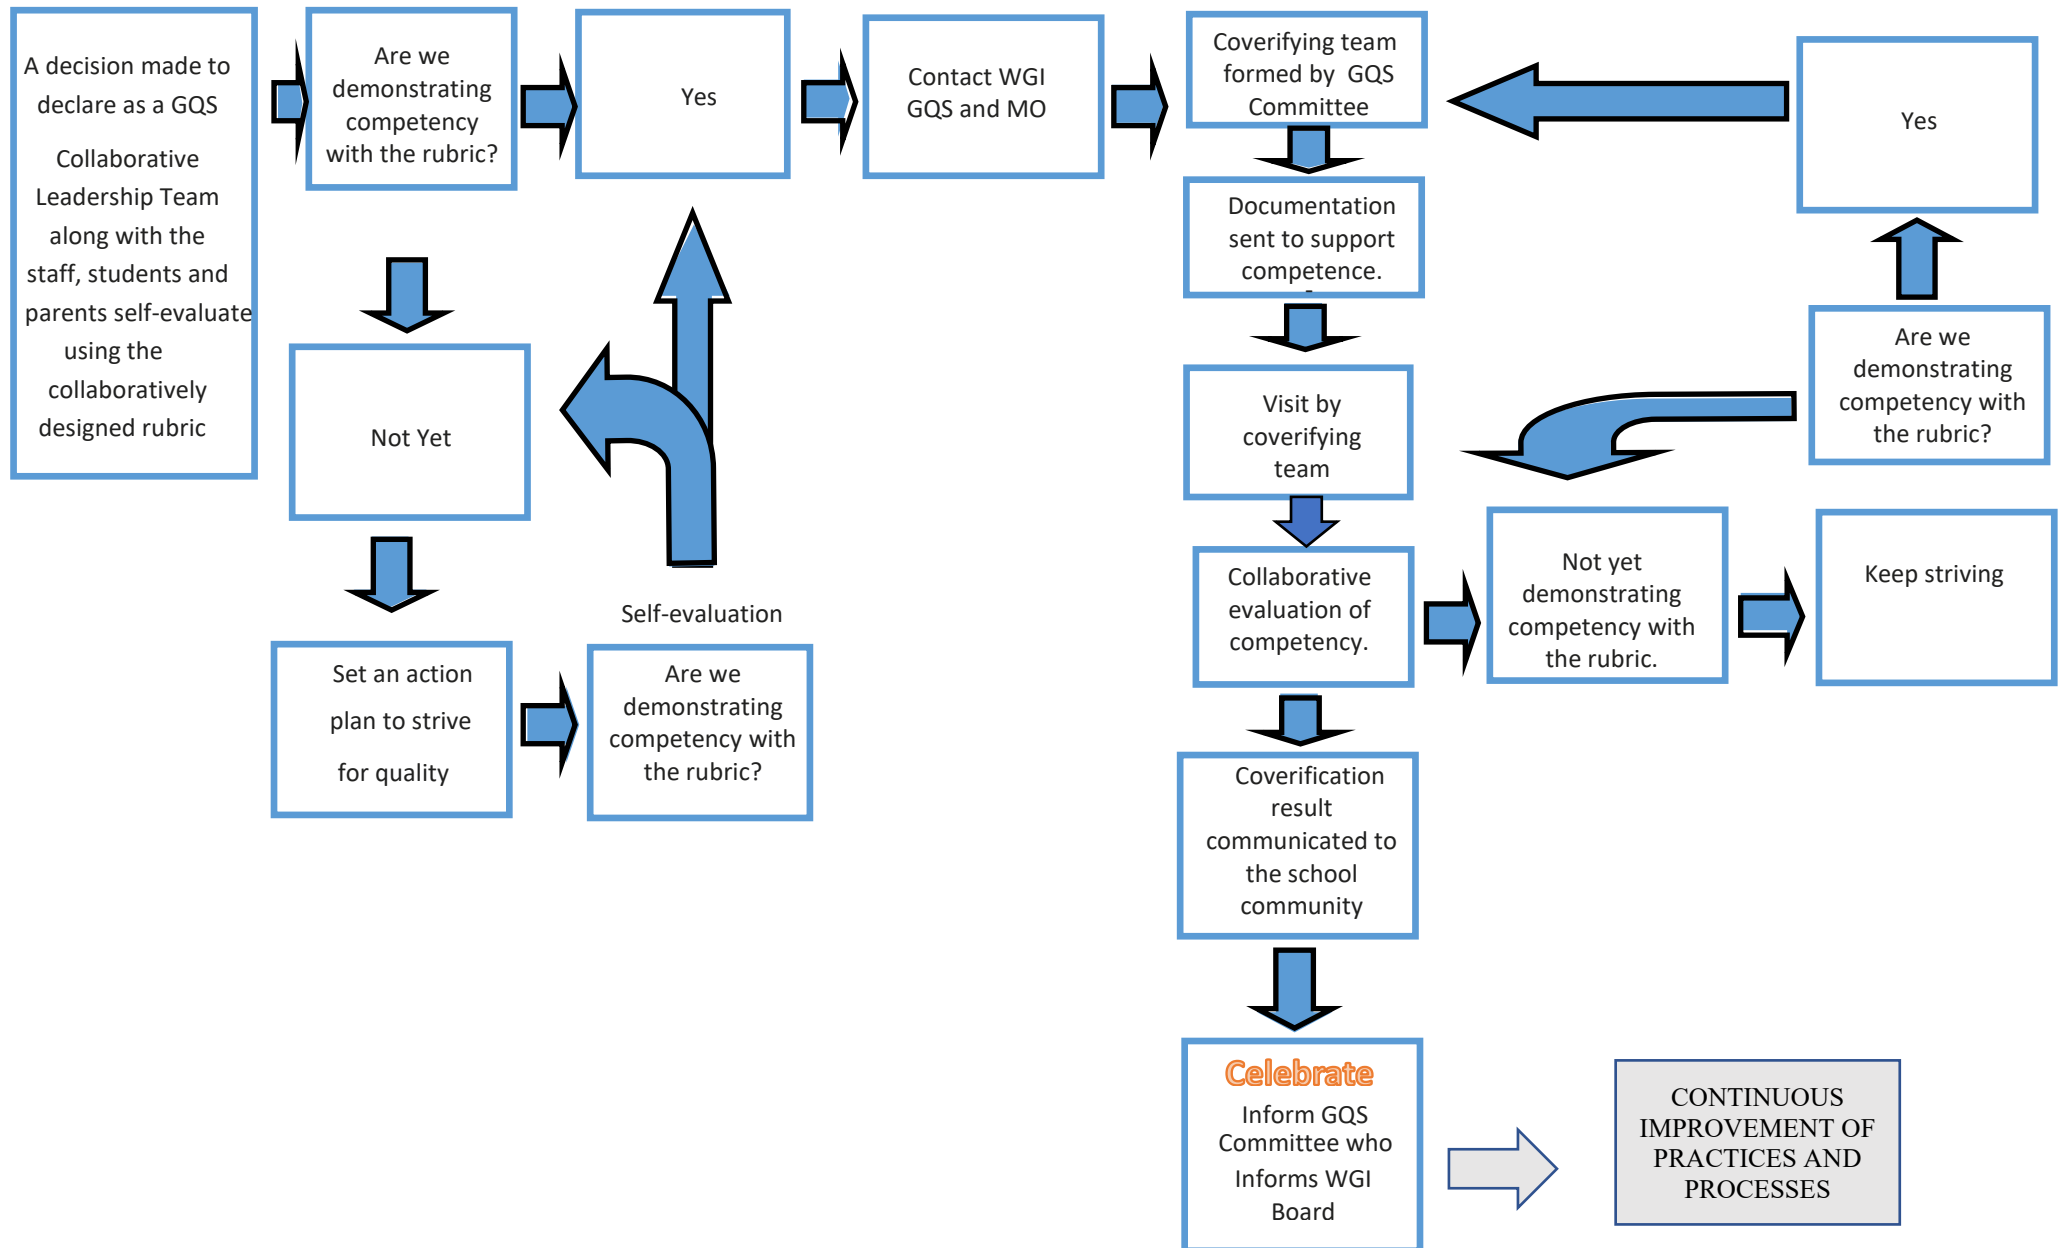 A decision made to
declare as a GQS
Collaborative
Leadership Team
along with the
staff, students and
parents self-evaluate
using the
collaboratively
designed rubric
Are we
demonstrating
competency
with the rubric?
Yes
Contact WGI
GQS and MO
Coverifying team
formed by GQS
Committee
Yes
Documentation
sent to support
competence.
Are we
demonstrating
competency with
the rubric?
Not Yet
Visit by
coverifying
team
Self-evaluation
Set an action
plan to strive
for quality
Are we
demonstrating
competency with
the rubric?
Collaborative
evaluation of
competency.
Not yet
demonstrating
competency with
the rubric.
Keep striving
Coverification
result
communicated to
the school
community
Celebrate
Inform GQS
Committee who
Informs WGI
Board
CONTINUOUS
IMPROVEMENT OF
PRACTICES AND
PROCESSES